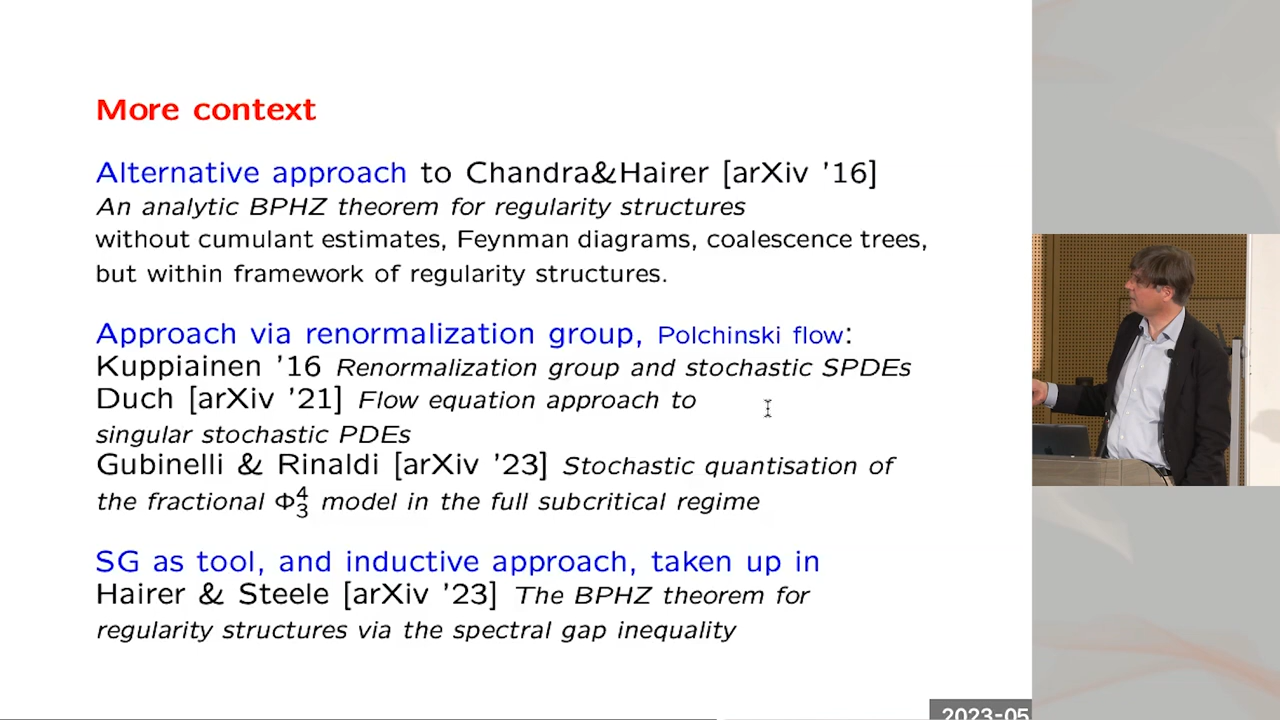 More context
Alternative approach to Chandra&Hairer [arXiv '16]
An analytic BPHZ theorem for regularity structures
without cumulant estimates, Feynman diagrams, coalescence trees,
but within framework of regularity structures.
Approach via renormalization group, Polchinski flow:
Kuppiainen '16 Renormalization group and stochastic SPDEs
Duch [arXiv '21] Flow equation approach to
singular stochastic PDEs
Gubinelli & Rinaldi [arXiv '23] Stochastic quantisation of
the fractional Φ⁴₃ model in the full subcritical regime
SG as tool, and inductive approach, taken up in
Hairer & Steele [arXiv '23] The BPHZ theorem for
regularity structures via the spectral gap inequality
2023-05